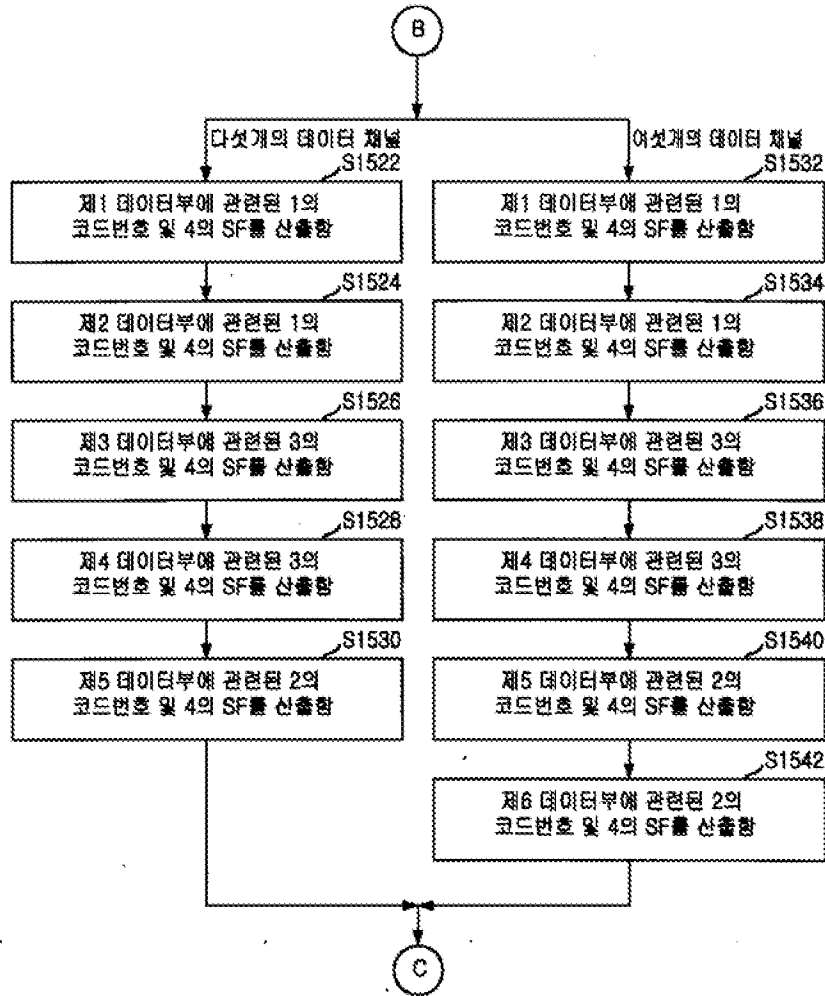 B
다섯개의 데이터 채널
S1522
제1 데이터부에 관련된 1의
코드번호 및 4의 SF를 산출함
S1524
제2 데이터부에 관련된 1의
코드번호 및 4의 SF를 산출함
S1526
제3 데이터부에 관련된 3의
코드번호 및 4의 SF를 산출함
S1528
제4 데이터부에 관련된 3의
코드번호 및 4의 SF를 산출함
S1530
제5 데이터부에 관련된 2의
코드번호 및 4의 SF를 산출함
여섯개의 데이터 채널
S1532
제1 데이터부에 관련된 1의
코드번호 및 4의 SF를 산출함
S1534
제2 데이터부에 관련된 1의
코드번호 및 4의 SF를 산출함
S1536
제3 데이터부에 관련된 3의
코드번호 및 4의 SF를 산출함
S1538
제4 데이터부에 관련된 3의
코드번호 및 4의 SF를 산출함
S1540
제5 데이터부에 관련된 2의
코드번호 및 4의 SF를 산출함
S1542
제6 데이터부에 관련된 2의
코드번호 및 4의 SF를 산출함
C